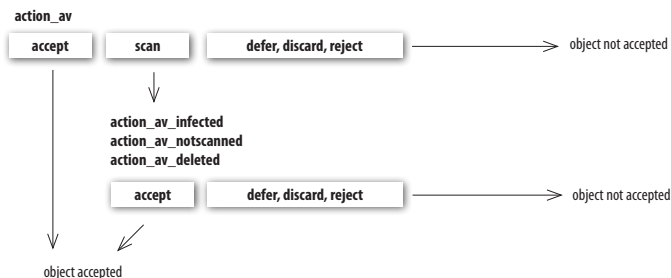 action_av
accept scan defer, discard, reject object not accepted
action_av_infected
action_av_notscanned
action_av_deleted
accept defer, discard, reject object not accepted
object accepted